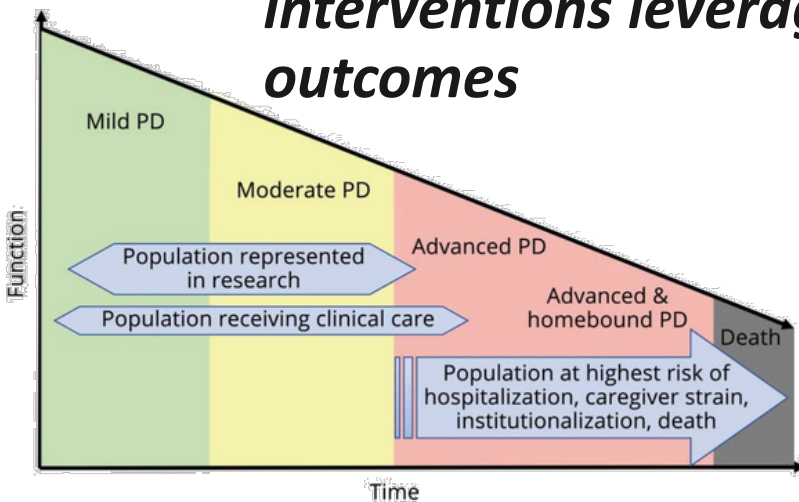 interventions
outcomes
Mild PD
Moderate PD
Advanced PD
Advanced &
homebound PD
Death
Population represented
in research
Population receiving clinical care
Population at highest risk of
hospitalization, caregiver strain,
institutionalization, death
Function
Time